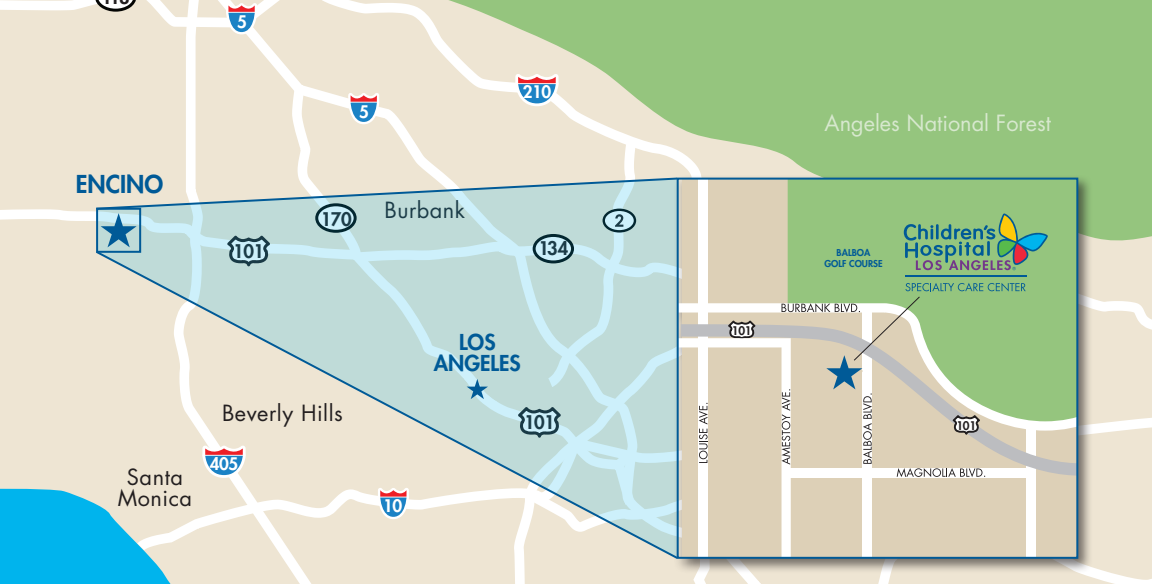 118
5
5
210
Angeles National Forest
ENCINO
170
Burbank
2
101
134
LOS
ANGELES
101
Beverly Hills
405
Santa
Monica
10
BALBOA
GOLF COURSE
Children's
Hospital
LOS ANGELES
SPECIALTY CARE CENTER
BURBANK BLVD.
101
LOUISE AVE.
AMESTOY AVE.
BALBOA BLVD.
101
MAGNOLIA BLVD.